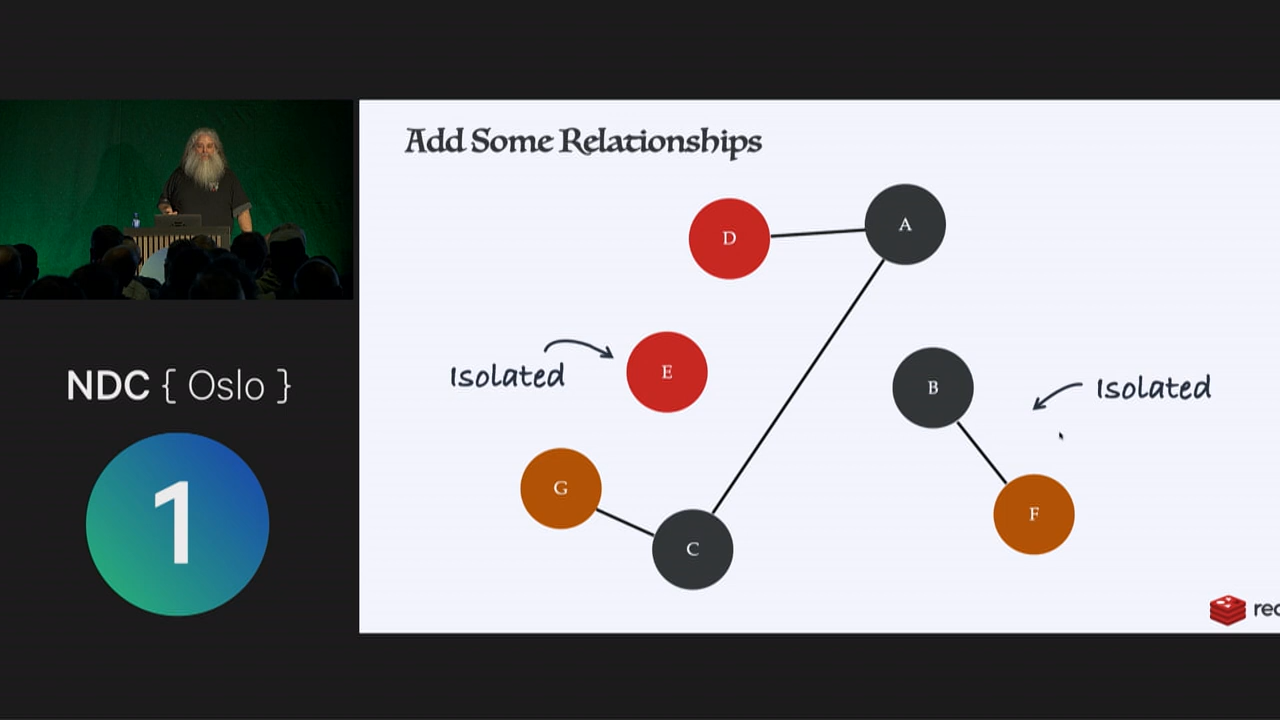 Add Some Relationships
D
A
E
Isolated
B
Isolated
G
F
C
NDC { Oslo }
1